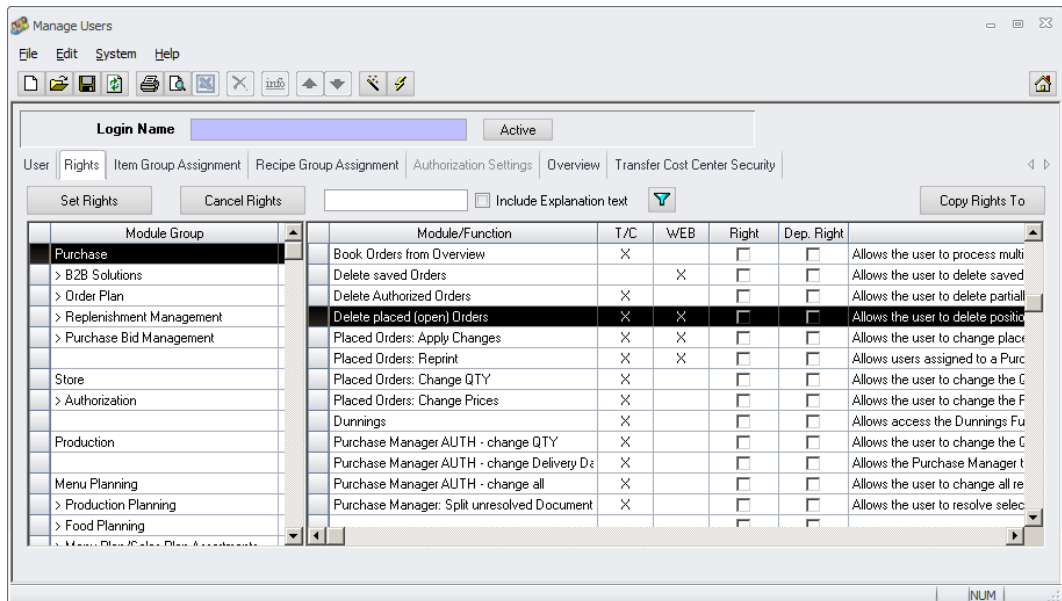 Manage Users
File Edit System Help
info
Login Name Active
User Rights Item Group Assignment Recipe Group Assignment Authorization Settings Overview Transfer Cost Center Security
Set Rights Cancel Rights Include Explanation text Copy Rights To
Module Group Module/Function T/C WEB Right Dep. Right
Purchase Book Orders from Overview X Allows the user to process multi
> B2B Solutions Delete saved Orders X Allows the user to delete saved
> Order Plan Delete Authorized Orders X Allows the user to delete partiall
> Replenishment Management Delete placed (open) Orders X X Allows the user to delete positio
> Purchase Bid Management Placed Orders: Apply Changes X X Allows the user to change place
Placed Orders: Reprint X X Allows users assigned to a Purc
Store Placed Orders: Change QTY X Allows the user to change the
> Authorization Placed Orders: Change Prices X Allows the user to change the
Dunnings X Allows access the Dunnings Fu
Production Purchase Manager AUTH - change QTY X Allows the user to change the
Purchase Manager AUTH - change Delivery Da X Allows the Purchase Manager t
Menu Planning Purchase Manager AUTH - change all X Allows the user to change all re
> Production Planning Purchase Manager: Split unresolved Document X Allows the user to resolve selec
> Food Planning
NUM